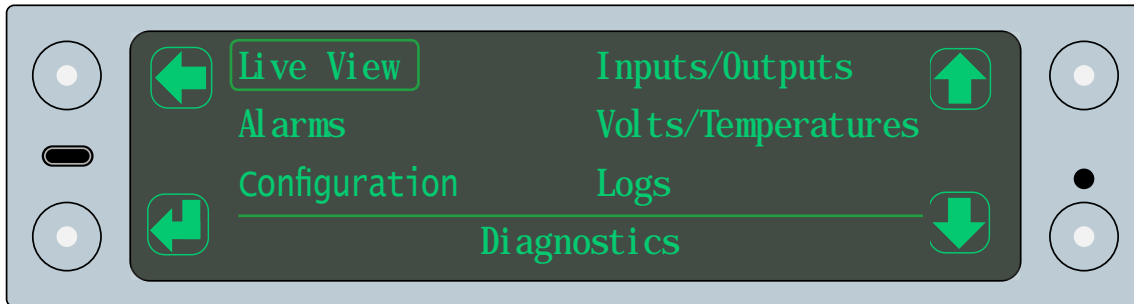 Live View
Inputs/Outputs
Alarms
Volts/Temperatures
Configuration
Logs
Diagnostics